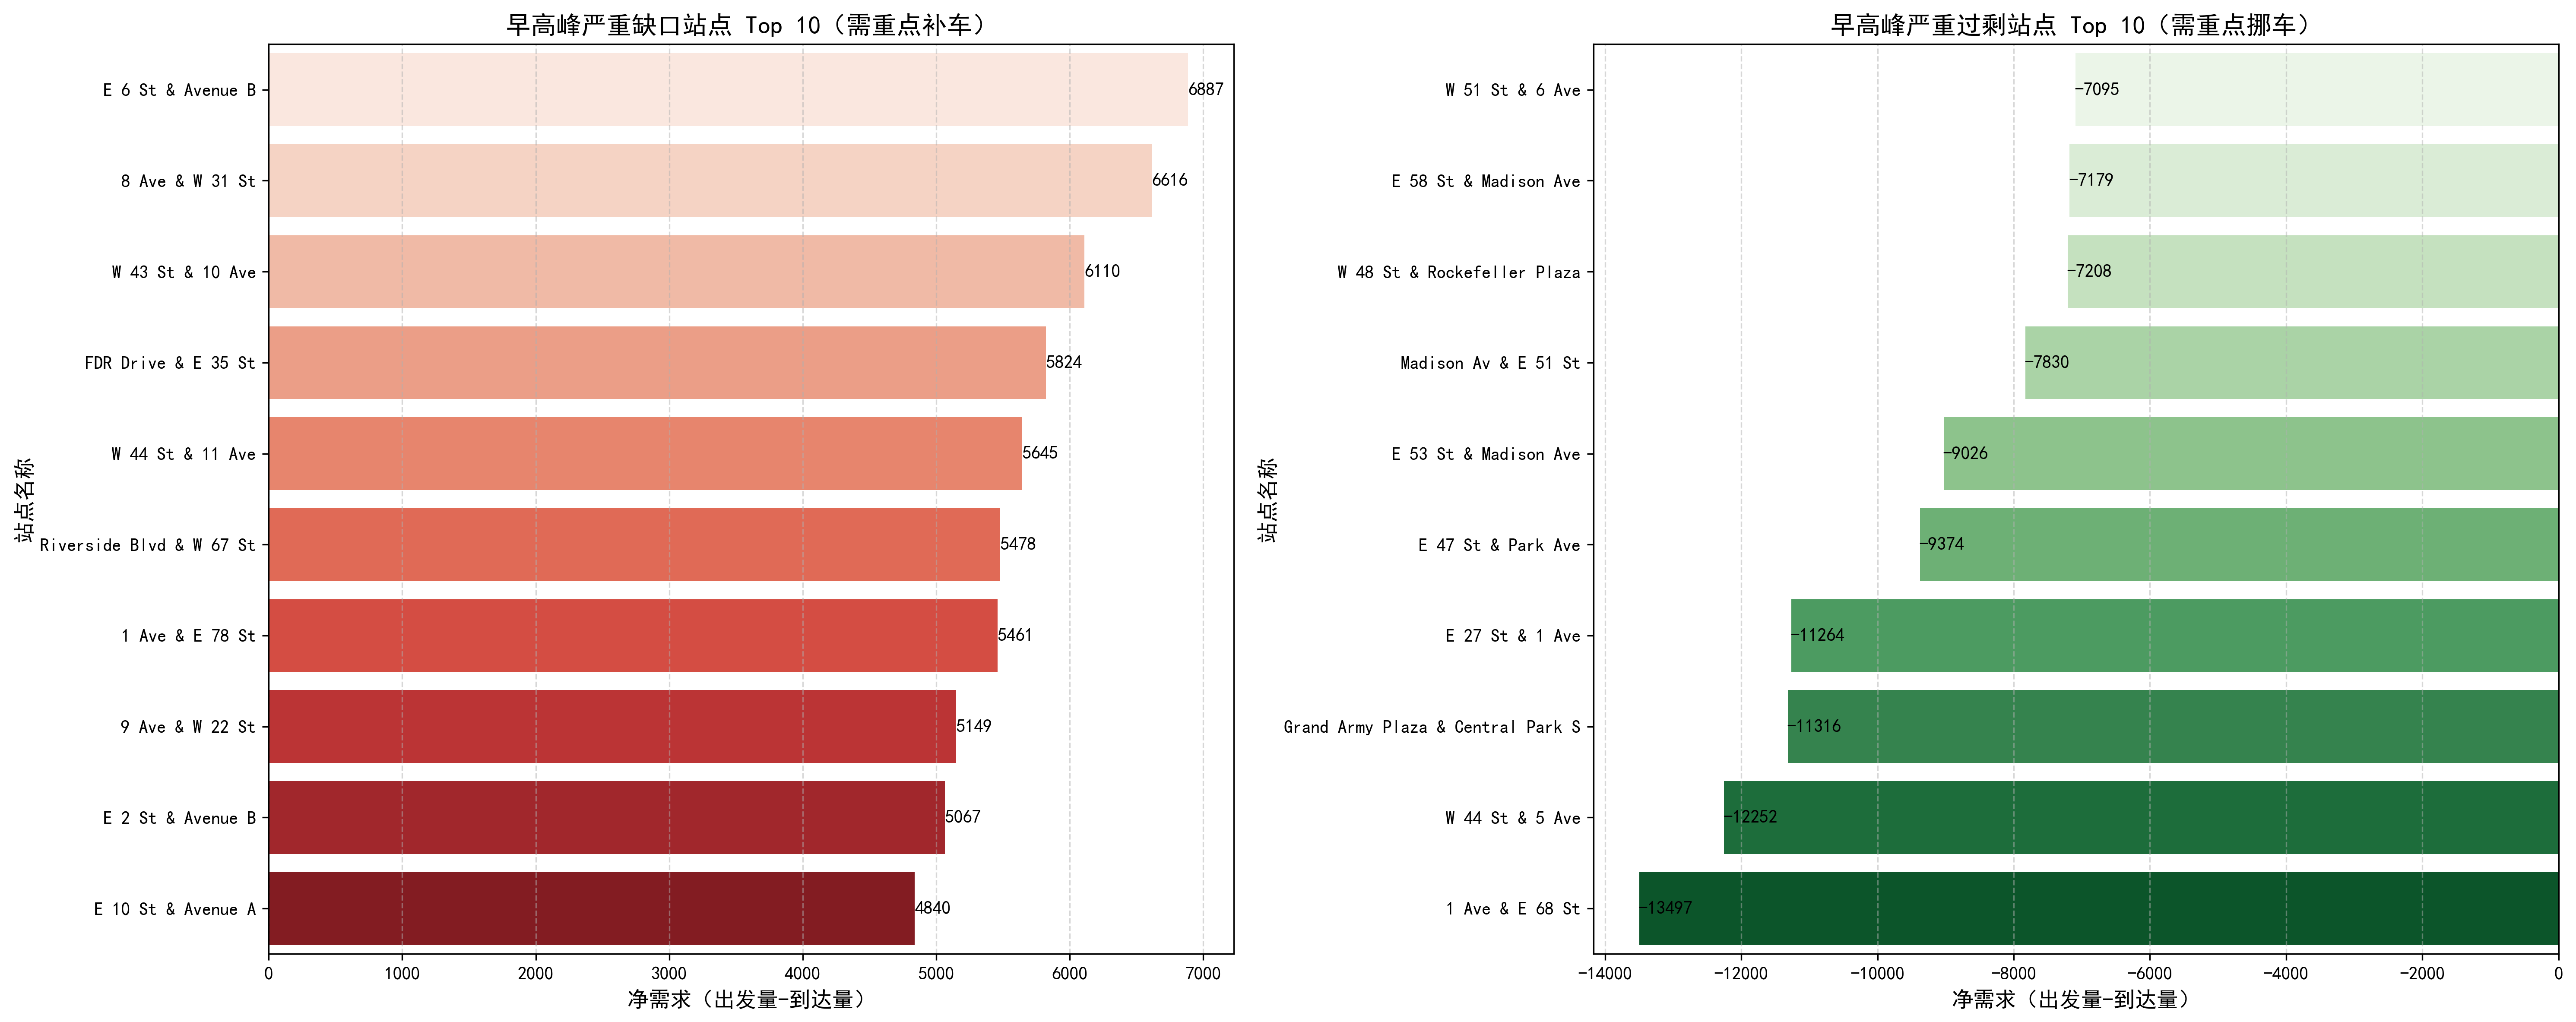 早高峰严重缺口站点 Top 10（需重点补车）
站点名称
E 6 St & Avenue B
6887
8 Ave & W 31 St
6616
W 43 St & 10 Ave
6110
FDR Drive & E 35 St
5824
W 44 St & 11 Ave
5645
Riverside Blvd & W 67 St
5478
1 Ave & E 78 St
5461
9 Ave & W 22 St
5149
E 2 St & Avenue B
5067
E 10 St & Avenue A
4840
0 1000 2000 3000 4000 5000 6000 7000
净需求（出发量-到达量）
早高峰严重过剩站点 Top 10（需重点挪车）
站点名称
W 51 St & 6 Ave
-7095
E 58 St & Madison Ave
-7179
W 48 St & Rockefeller Plaza
-7208
Madison Av & E 51 St
-7830
E 53 St & Madison Ave
-9026
E 47 St & Park Ave
-9374
E 27 St & 1 Ave
-11264
Grand Army Plaza & Central Park S
-11316
W 44 St & 5 Ave
-12252
1 Ave & E 68 St
-13497
-14000 -12000 -10000 -8000 -6000 -4000 -2000 0
净需求（出发量-到达量）